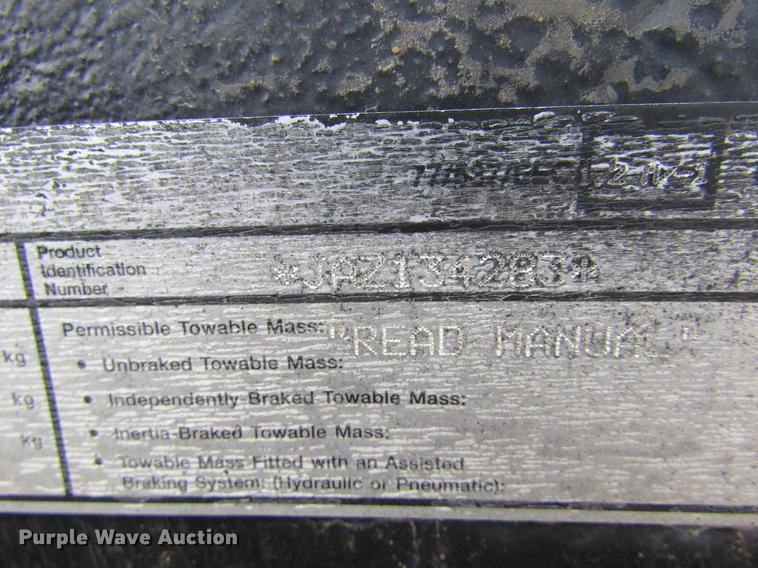 Product
Identification
Number
*JAZ134283*
Permissible Towable Mass:
"READ MANUAL"
kg
• Unbraked Towable Mass:
kg
• Independently-Braked Towable Mass:
kg
• Inertia-Braked Towable Mass:
• Towable Mass Fitted with an Assisted
Braking System: (Hydraulic or Pneumatic):
Purple Wave Auction